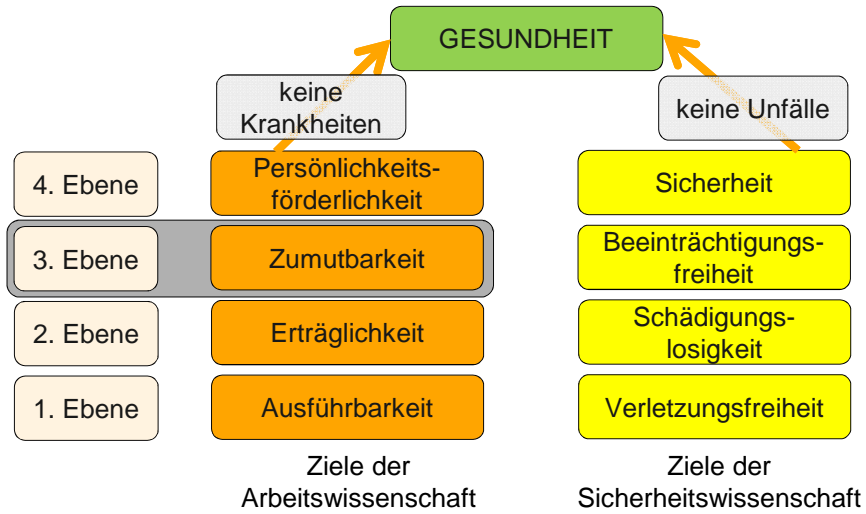 GESUNDHEIT
keine
Krankheiten
keine Unfälle
4. Ebene
Persönlichkeits-
förderlichkeit
Sicherheit
3. Ebene
Zumutbarkeit
Beeinträchtigungs-
freiheit
2. Ebene
Erträglichkeit
Schädigungs-
losigkeit
1. Ebene
Ausführbarkeit
Verletzungsfreiheit
Ziele der
Arbeitswissenschaft
Ziele der
Sicherheitswissenschaft